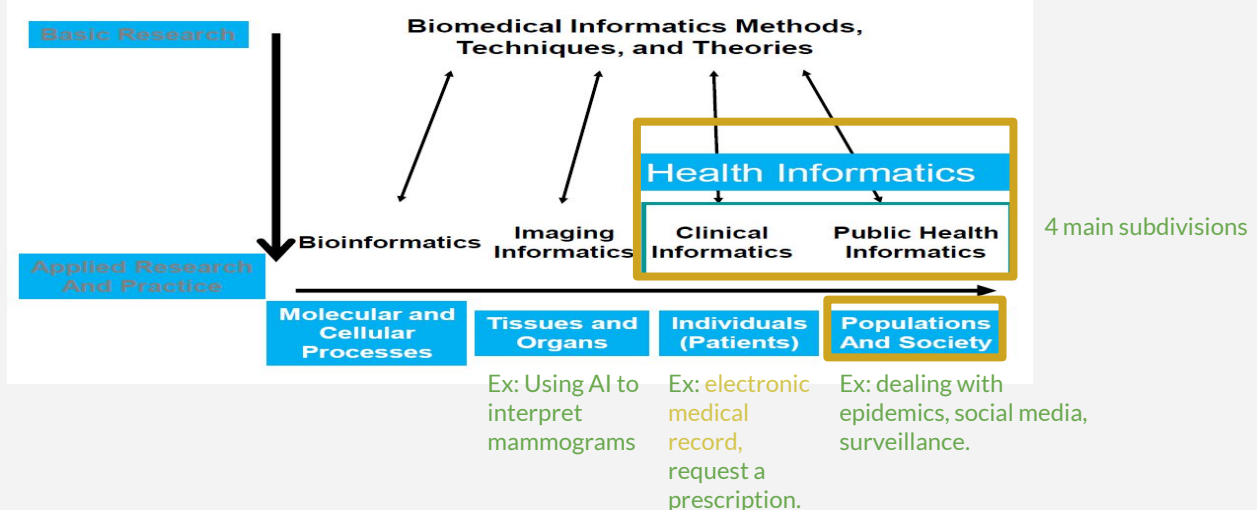 Basic Research
Biomedical Informatics Methods,
Techniques, and Theories
Health Informatics
Bioinformatics
Imaging
Informatics
Clinical
Informatics
Public Health
Informatics
4 main subdivisions
Applied Research
And Practice
Molecular and
Cellular
Processes
Tissues and
Organs
Individuals
(Patients)
Populations
And Society
Ex: Using AI to
interpret
mammograms
Ex: electronic
medical
record,
request a
prescription.
Ex: dealing with
epidemics, social media,
surveillance.